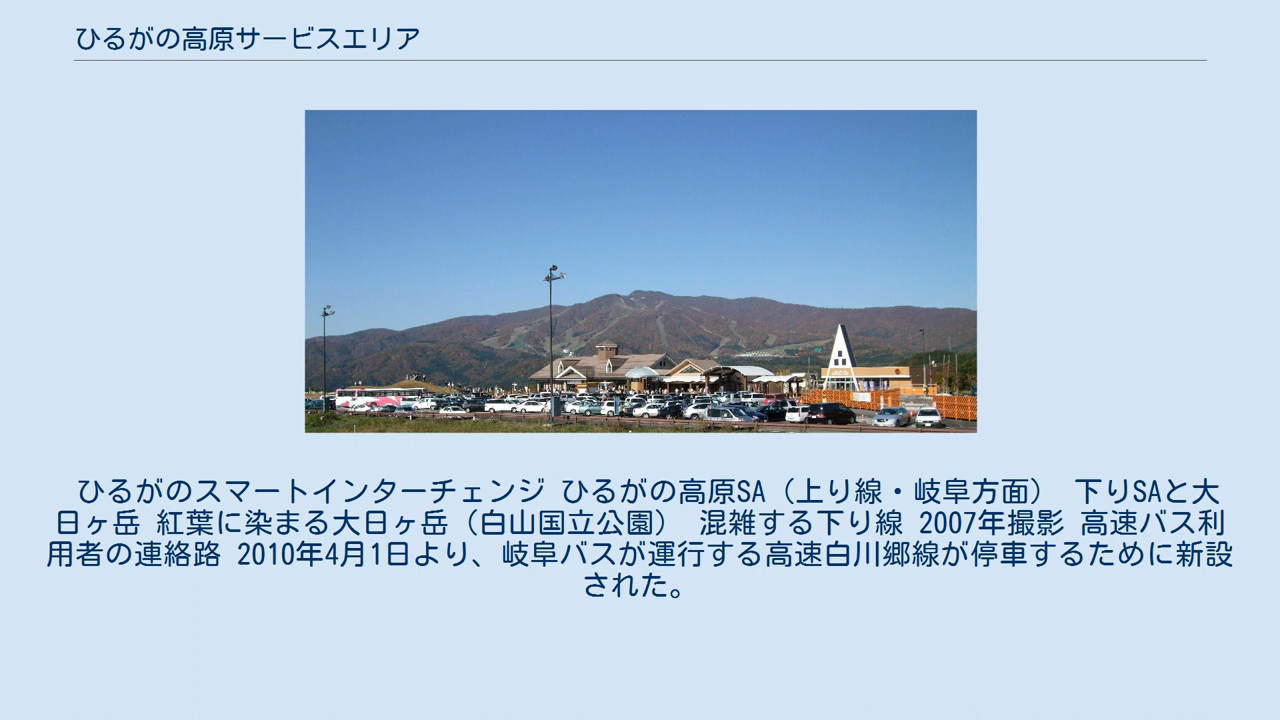 ひるがの高原サービスエリア
ひるがのスマートインターチェンジ ひるがの高原SA（上り線・岐阜方面） 下りSAと大
日ヶ岳 紅葉に染まる大日ヶ岳（白山国立公園） 混雑する下り線 2007年撮影 高速バス利
用者の連絡路 2010年4月1日より、岐阜バスが運行する高速白川郷線が停車するために新設
された。